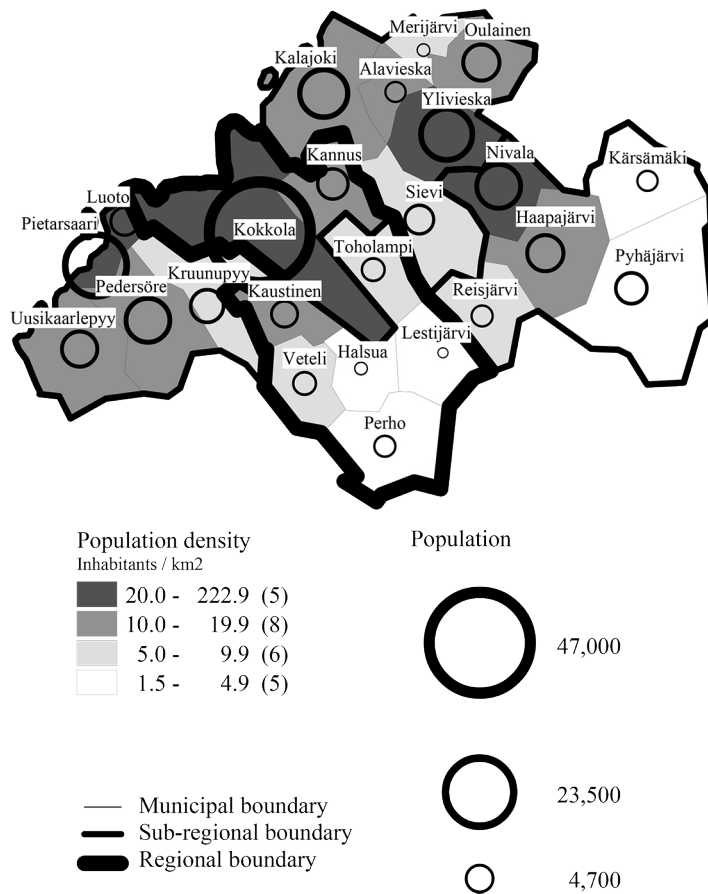 Merijärvi
Oulainen
Kalajoki
Alavieska
Ylivieska
Kannus
Nivala
Kärsämäki
Luoto
Sievi
Pietarsaari
Kokkola
Haapajärvi
Toholampi
Pyhäjärvi
Kruunupyy
Pedersöre
Kaustinen
Reisjärvi
Uusikaarlepyy
Lestijärvi
Veteli
Halsua
Perho
Population density
Inhabitants / km2
20.0 - 222.9 (5)
10.0 - 19.9 (8)
5.0 - 9.9 (6)
1.5 - 4.9 (5)
Population
47,000
23,500
4,700
Municipal boundary
Sub-regional boundary
Regional boundary